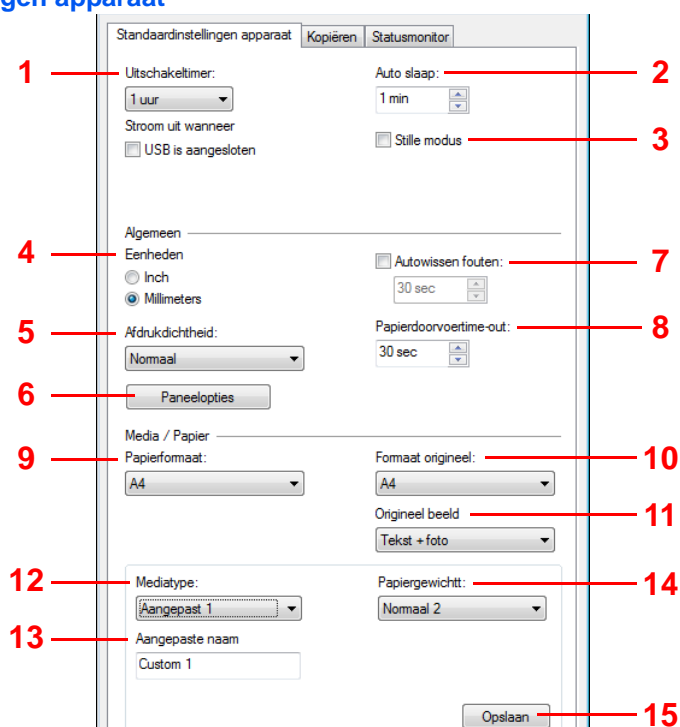 gen apparaat
Standaardinstellingen apparaat Kopiëren Statusmonitor
1 Uitschakeltimer: Auto slaap: 2
1 uur 1 min
Stroom uit wanneer
USB is aangesloten Stille modus 3
Algemeen
4 Eenheden
Inch Autowissen fouten: 7
Millimeters 30 sec
5 Afdrukdichtheid: Papierdoorvoertime-out: 8
Normaal 30 sec
6 Paneelopties
Media / Papier
9 Papierformaat: Formaat origineel: 10
A4 A4
Origineel beeld 11
Tekst + foto
12 Mediatype: Papiergewichtt: 14
Aangepast 1 Normaal 2
13 Aangepaste naam
Custom 1
Opslaan 15